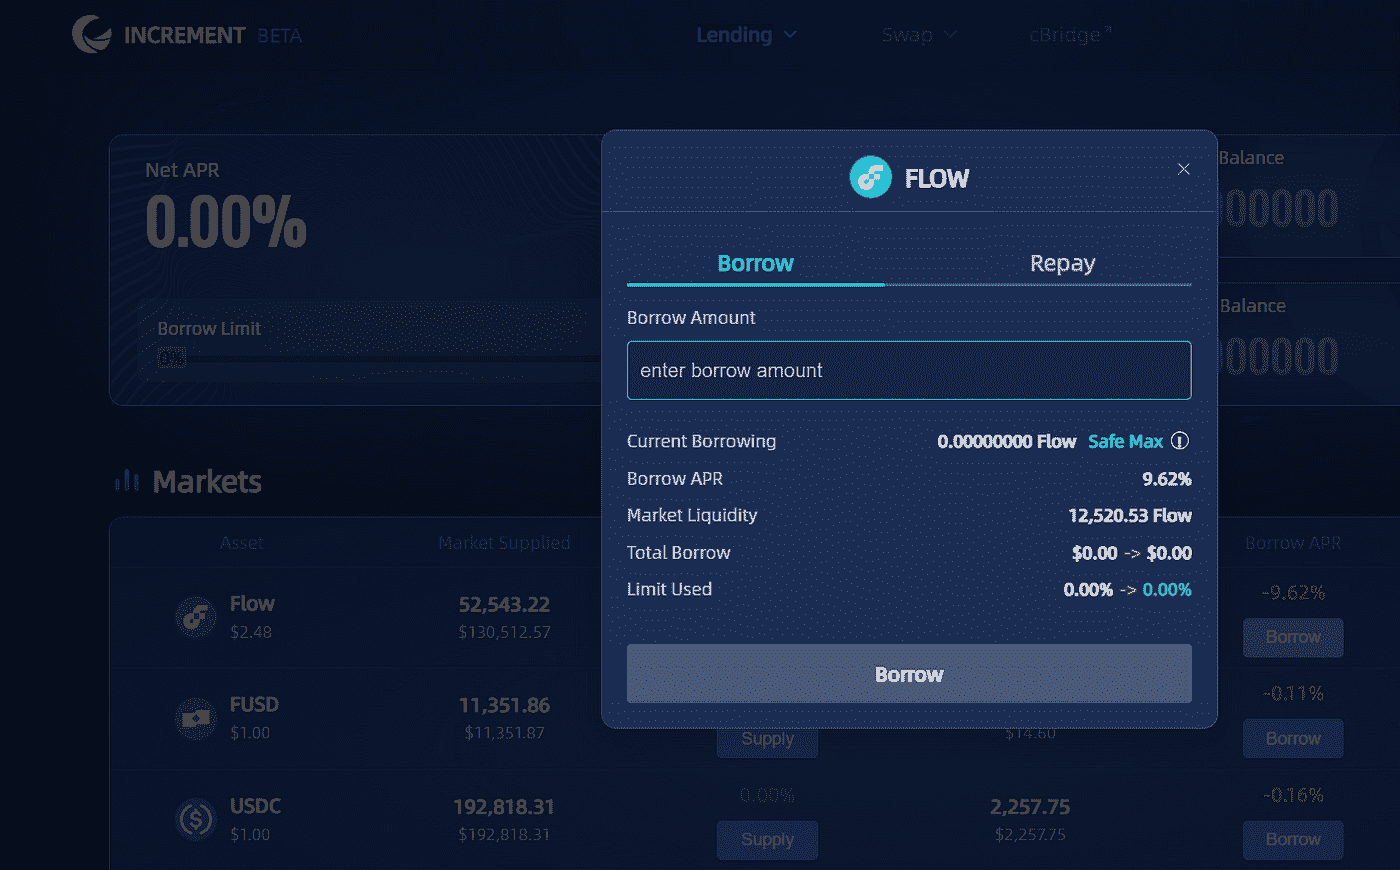 INCREMENT BETA
Lending
Swap
cBridge
Net APR
0.00%
Borrow Limit
0%
Balance
00000
Balance
00000
FLOW
Borrow
Repay
Borrow Amount
enter borrow amount
Current Borrowing 0.00000000 Flow Safe Max
Borrow APR 9.62%
Market Liquidity 12,520.53 Flow
Total Borrow $0.00 -> $0.00
Limit Used 0.00% -> 0.00%
Borrow
Markets
Asset Market Supplied Borrow APR
Flow 52,543.22 ~9.62%
$2.48 $130,512.57 Borrow
FUSD 11,351.86 ~0.11%
$1.00 $11,351.87 Supply $14.60 Borrow
USDC 192,818.31 0.00% 2,257.75 ~0.16%
$1.00 $192,818.31 Supply $2,257.75 Borrow